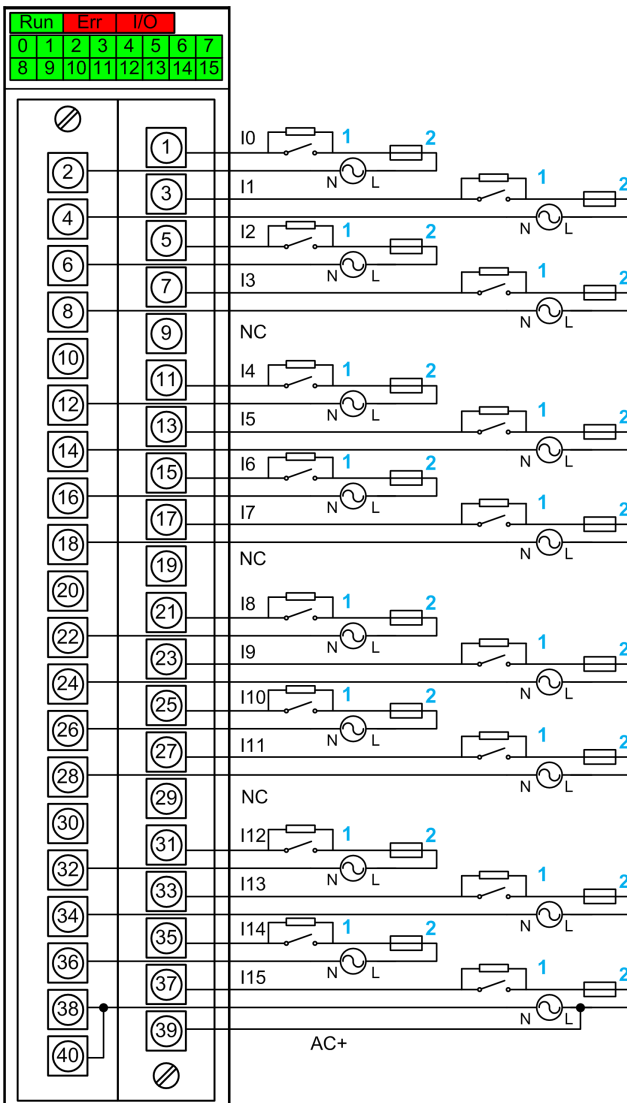 Run Err I/O
0 1 2 3 4 5 6 7
8 9 10 11 12 13 14 15
1 I0 1 2
2 N L
3 I1 1 2
4 N L
5 I2 1 2
6 N L
7 I3 1 2
8 N L
9 NC
10
11 I4 1 2
12 N L
13 I5 1 2
14 N L
15 I6 1 2
16 N L
17 I7 1 2
18 N L
19 NC
20
21 I8 1 2
22 N L
23 I9 1 2
24 N L
25 I10 1 2
26 N L
27 I11 1 2
28 N L
29 NC
30
31 I12 1 2
32 N L
33 I13 1 2
34 N L
35 I14 1 2
36 N L
37 I15 1 2
38 N L
39 AC+
40